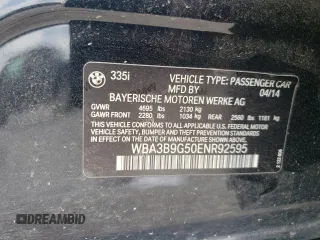 335i
VEHICLE TYPE: PASSENGER CAR
MFD BY 04/14
BAYERISCHE MOTOREN WERKE AG
GVWR 4695 lbs 2130 kg
GAWR FRONT 2280 lbs 1034 kg REAR 2560 lbs 1161 kg
THIS VEHICLE CONFORMS TO ALL APPLICABLE FEDERAL MOTOR VEHICLE SAFETY, BUMPER AND THEFT PREVENTION STANDARDS IN EFFECT ON THE DATE OF MANUFACTURE SHOWN ABOVE.
WBA3B9G50ENR92595
DREAMBID